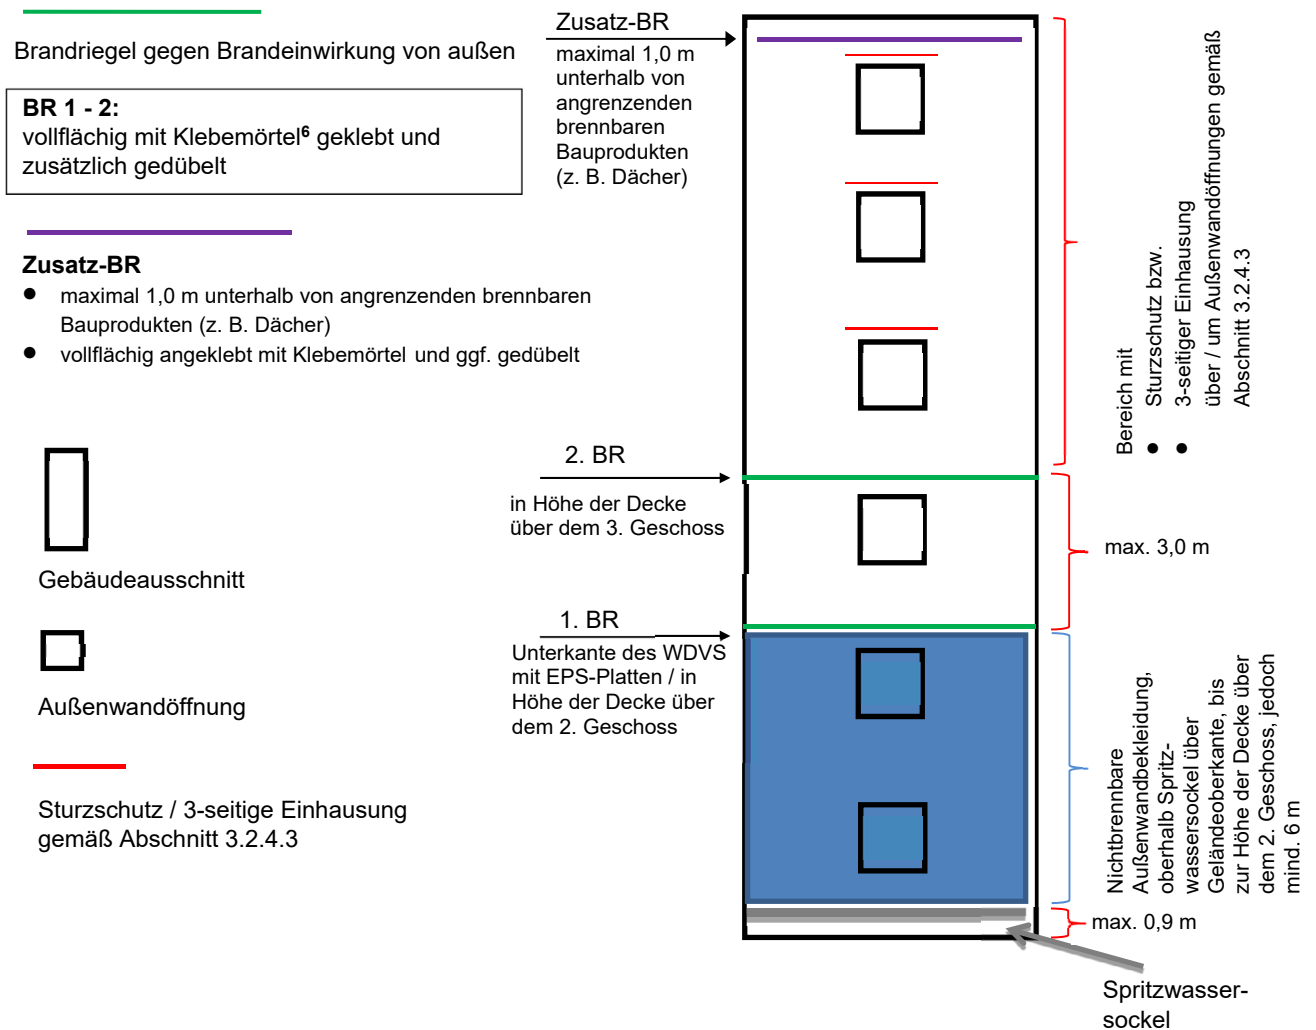 Brandriegel gegen Brandeinwirkung von außen
BR 1 - 2:
vollflächig mit Klebemörtel⁶ geklebt und
zusätzlich gedübelt
Zusatz-BR
● maximal 1,0 m unterhalb von angrenzenden brennbaren
Bauprodukten (z. B. Dächer)
● vollflächig angeklebt mit Klebemörtel und ggf. gedübelt
Gebäudeausschnitt
Außenwandöffnung
Sturzschutz / 3-seitige Einhausung
gemäß Abschnitt 3.2.4.3
Zusatz-BR
maximal 1,0 m
unterhalb von
angrenzenden
brennbaren
Bauprodukten
(z. B. Dächer)
2. BR
in Höhe der Decke
über dem 3. Geschoss
1. BR
Unterkante des WDVS
mit EPS-Platten / in
Höhe der Decke über
dem 2. Geschoss
Bereich mit
● Sturzschutz bzw.
● 3-seitiger Einhausung
über / um Außenwandöffnungen gemäß
Abschnitt 3.2.4.3
max. 3,0 m
Nichtbrennbare
Außenwandbekleidung,
oberhalb Spritz-
wassersockel über
Geländeoberkante, bis
zur Höhe der Decke über
dem 2. Geschoss, jedoch
mind. 6 m
max. 0,9 m
Spritzwasser-
sockel